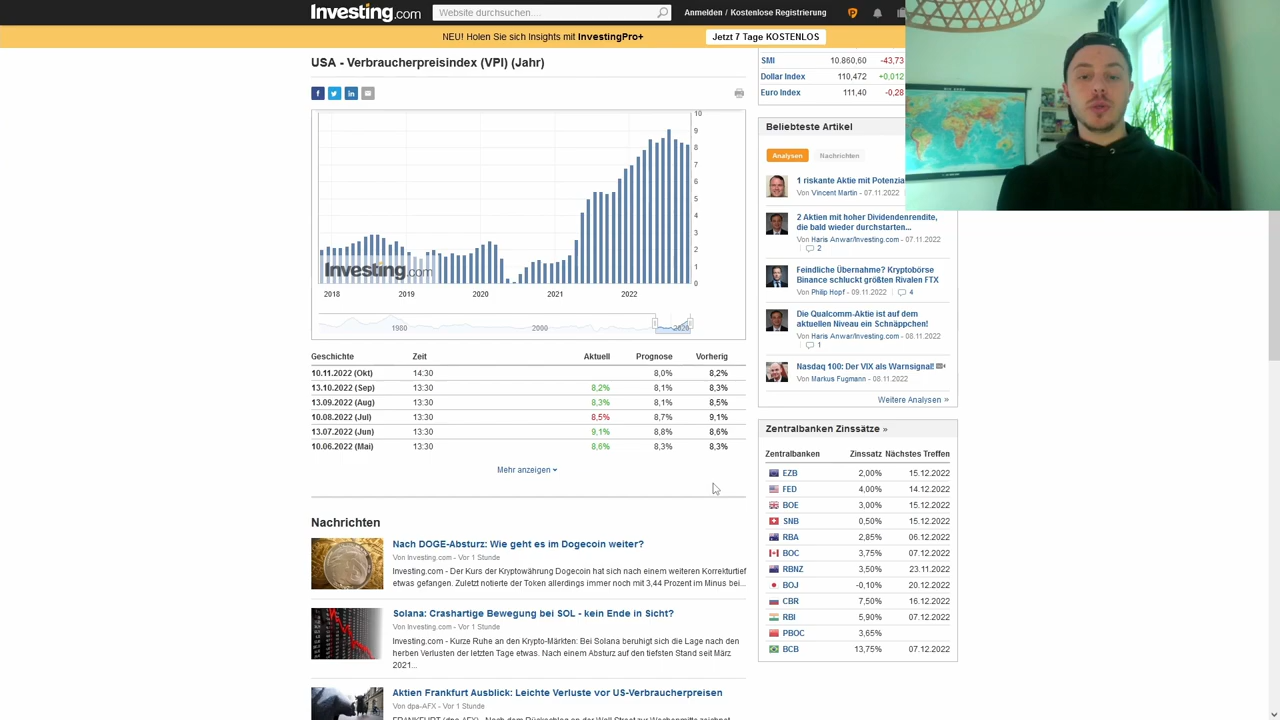 Investing.com
Website durchsuchen....
Anmelden / Kostenlose Registrierung
NEU! Holen Sie sich Insights mit InvestingPro+
Jetzt 7 Tage KOSTENLOS
USA - Verbraucherpreisindex (VPI) (Jahr)
10
9
8
7
6
5
4
3
2
1
0
Investing.com
2018 2019 2020 2021 2022
1980 2000 2020
Geschichte Zeit Aktuell Prognose Vorherig
10.11.2022 (Okt) 14:30 8,0% 8,2%
13.10.2022 (Sep) 13:30 8,2% 8,1% 8,3%
13.09.2022 (Aug) 13:30 8,3% 8,1% 8,5%
10.08.2022 (Jul) 13:30 8,5% 8,7% 9,1%
13.07.2022 (Jun) 13:30 9,1% 8,8% 8,6%
10.06.2022 (Mai) 13:30 8,6% 8,3% 8,3%
Mehr anzeigen
Nachrichten
Nach DOGE-Absturz: Wie geht es im Dogecoin weiter?
Von Investing.com - Vor 1 Stunde
Investing.com - Der Kurs der Kryptowährung Dogecoin hat sich nach einem weiteren Korrekturtief
etwas gefangen. Zuletzt notierte der Token allerdings immer noch mit 3,44 Prozent im Minus bei...
Solana: Crashartige Bewegung bei SOL - kein Ende in Sicht?
Von Investing.com - Vor 1 Stunde
Investing.com - Kurze Ruhe an den Krypto-Märkten: Bei Solana beruhigt sich die Lage nach den
herben Verlusten der letzten Tage etwas. Nach einem Absturz auf den tiefsten Stand seit März
2021...
Aktien Frankfurt Ausblick: Leichte Verluste vor US-Verbraucherpreisen
Von dpa-AFX - Vor 1 Stunde
SMI 10.860,60 -43,73
Dollar Index 110,472 +0,012
Euro Index 111,40 -0,28
Beliebteste Artikel
Analysen Nachrichten
1 riskante Aktie mit Potenzia
Von Vincent Martin - 07.11.2022
2 Aktien mit hoher Dividendenrendite,
die bald wieder durchstarten...
Von Haris Anwar/Investing.com - 07.11.2022
2
Feindliche Übernahme? Kryptobörse
Binance schluckt größten Rivalen FTX
Von Philip Hopf - 09.11.2022 4
Die Qualcomm-Aktie ist auf dem
aktuellen Niveau ein Schnäppchen!
Von Haris Anwar/Investing.com - 08.11.2022
1
Nasdaq 100: Der VIX als Warnsignal!
Von Markus Fugmann - 08.11.2022
Weitere Analysen »
Zentralbanken Zinssätze »
Zentralbanken Zinssatz Nächstes Treffen
EZB 2,00% 15.12.2022
FED 4,00% 14.12.2022
BOE 3,00% 15.12.2022
SNB 0,50% 15.12.2022
RBA 2,85% 06.12.2022
BOC 3,75% 07.12.2022
RBNZ 3,50% 23.11.2022
BOJ -0,10% 20.12.2022
CBR 7,50% 16.12.2022
RBI 5,90% 07.12.2022
PBOC 3,65%
BCB 13,75% 07.12.2022